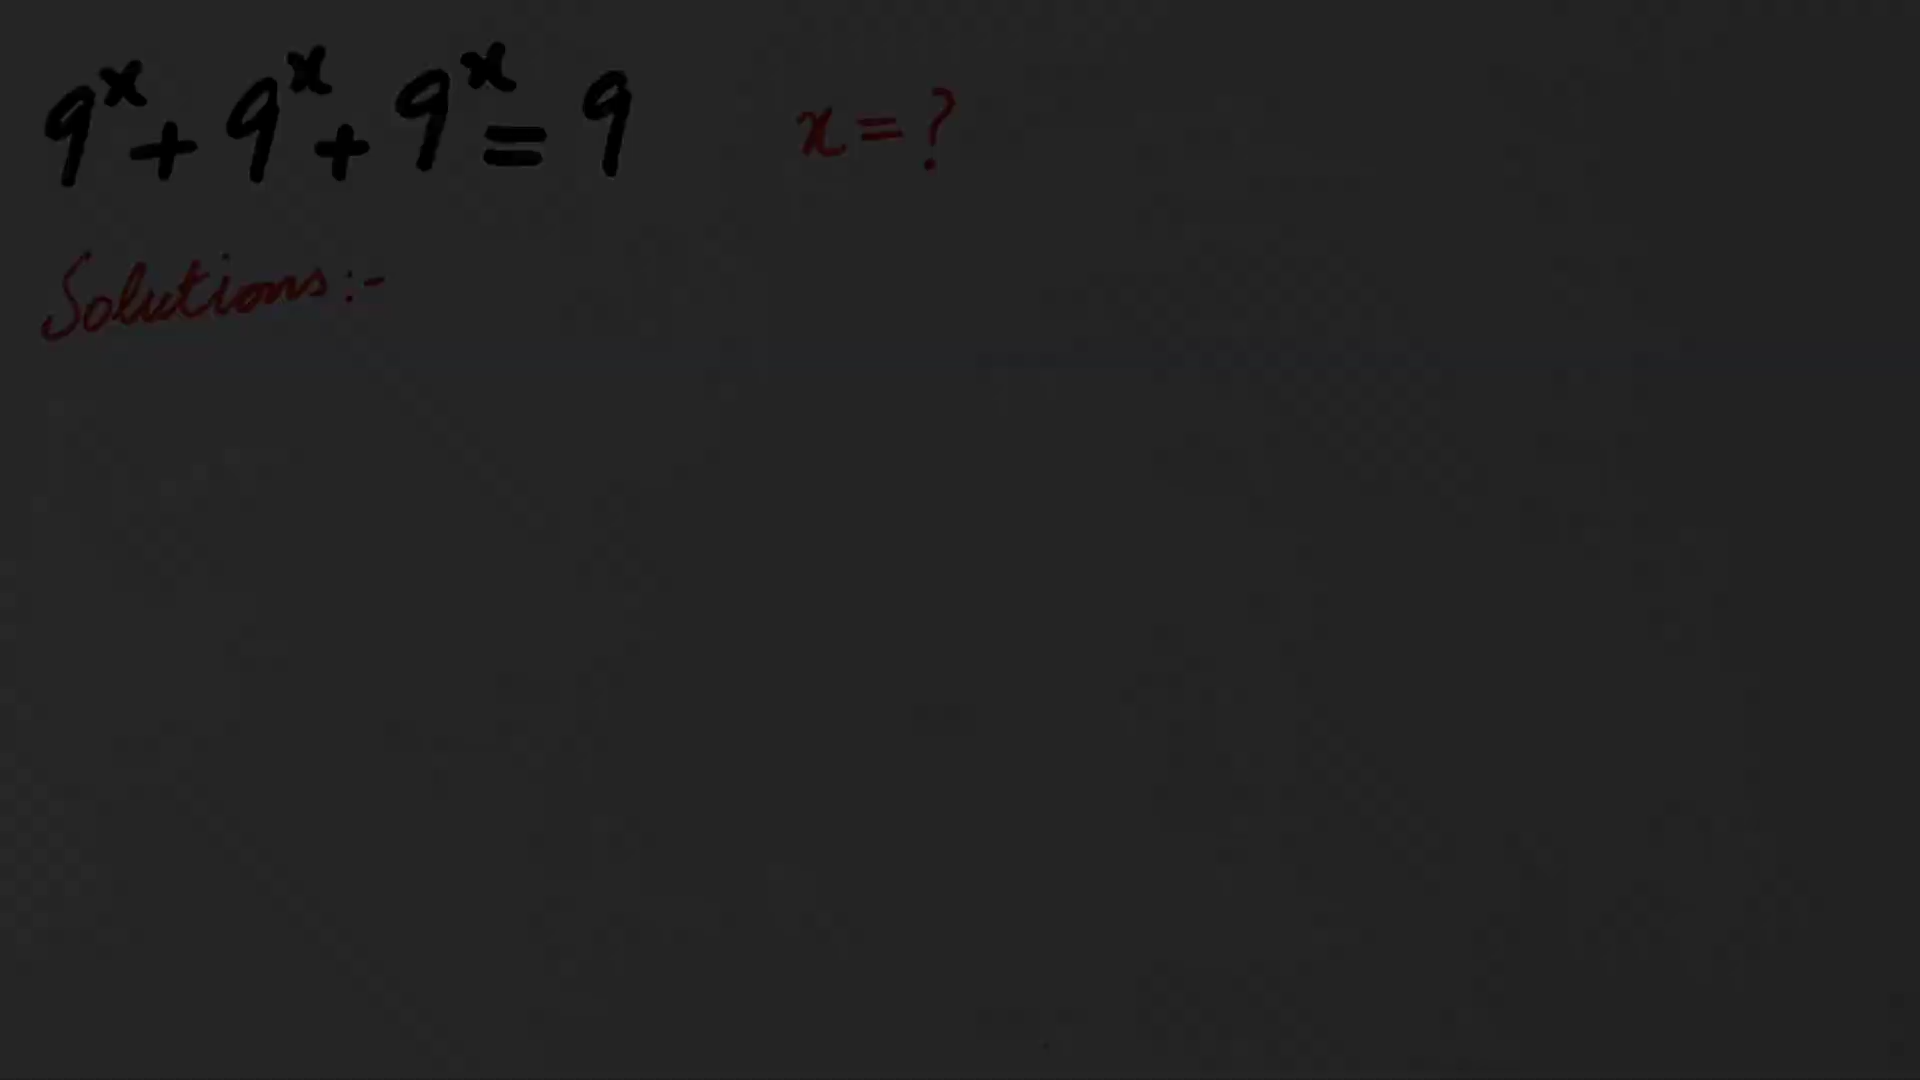 9^x + 9^x + 9^x = 9 x = ?
Solutions :-